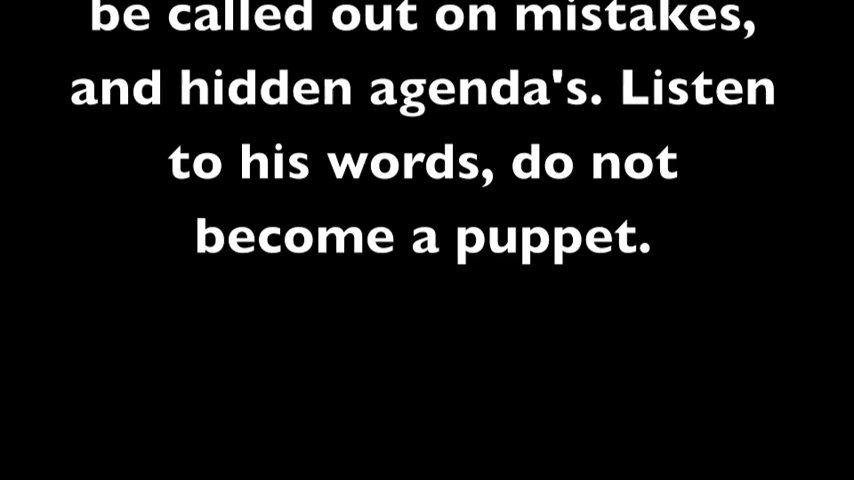 be called out on mistakes,
and hidden agenda's. Listen
to his words, do not
become a puppet.